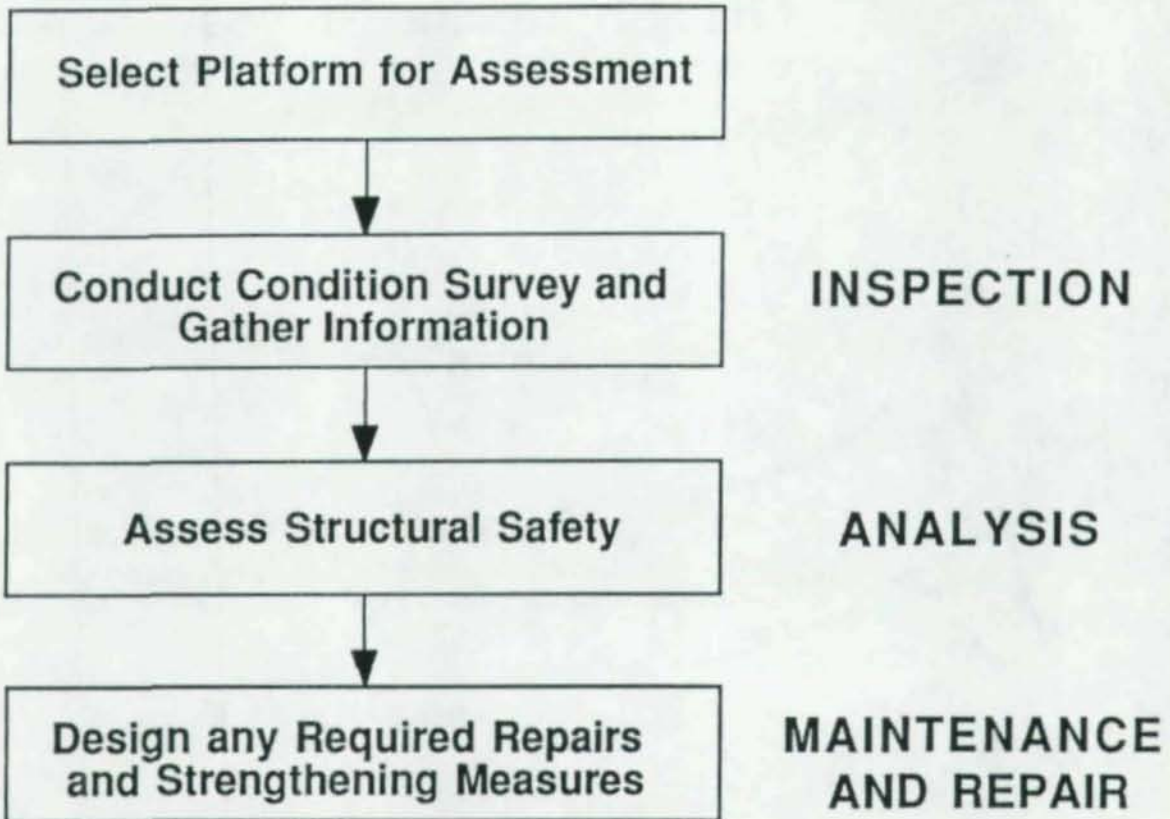 Select Platform for Assessment
Conduct Condition Survey and
Gather Information
INSPECTION
Assess Structural Safety
ANALYSIS
Design any Required Repairs
and Strengthening Measures
MAINTENANCE
AND REPAIR